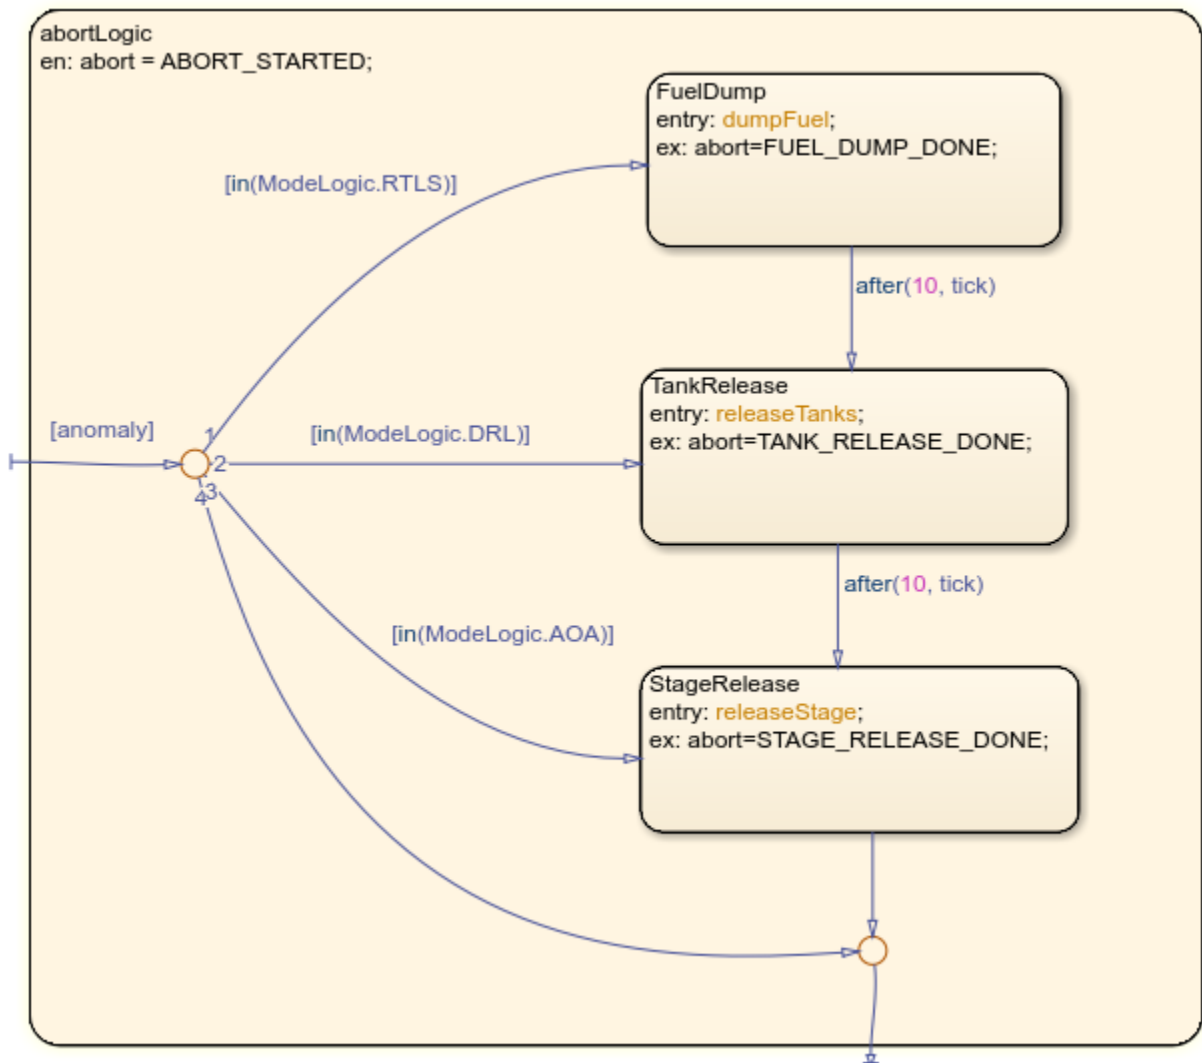 abortLogic
en: abort = ABORT_STARTED;
FuelDump
entry: dumpFuel;
ex: abort=FUEL_DUMP_DONE;
[in(ModeLogic.RTLS)]
after(10, tick)
TankRelease
entry: releaseTanks;
ex: abort=TANK_RELEASE_DONE;
[anomaly]
1
[in(ModeLogic.DRL)]
2
3
4
after(10, tick)
[in(ModeLogic.AOA)]
StageRelease
entry: releaseStage;
ex: abort=STAGE_RELEASE_DONE;